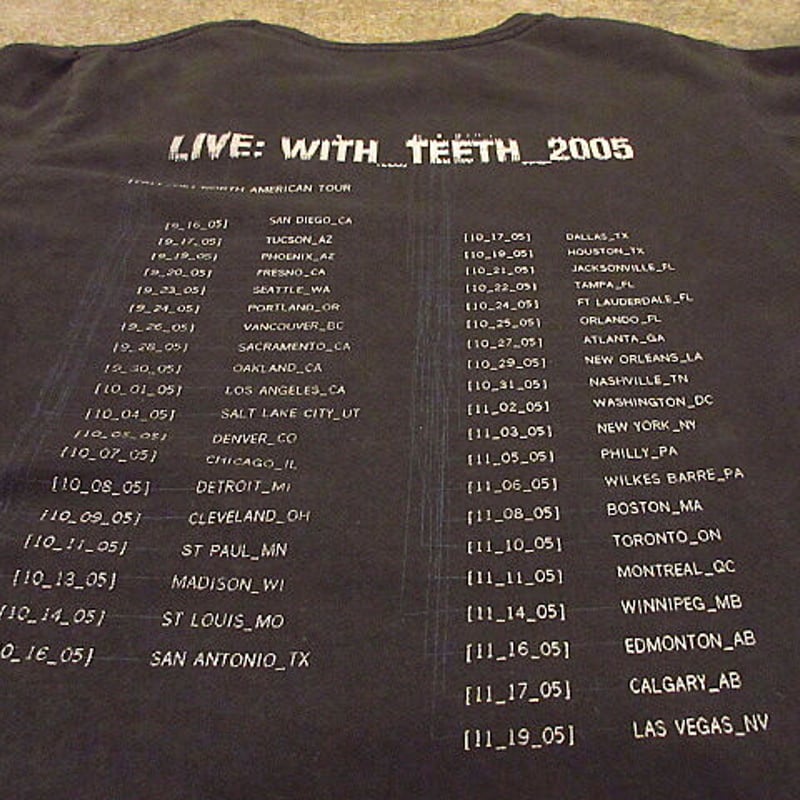 LIVE: WITH__TEETH__2005
NORTH AMERICAN TOUR
[9_16_05] SAN DIEGO_CA
[9_17_05] TUCSON_AZ
[9_19_05] PHOENIX_AZ
[9_20_05] FRESNO_CA
[9_23_05] SEATTLE_WA
[9_24_05] PORTLAND_OR
[9_26_05] VANCOUVER_BC
[9_28_05] SACRAMENTO_CA
[9_30_05] OAKLAND_CA
[10_01_05] LOS ANGELES_CA
[10_04_05] SALT LAKE CITY_UT
[10_05_05] DENVER_CO
[10_07_05] CHICAGO_IL
[10_08_05] DETROIT_MI
[10_09_05] CLEVELAND_OH
[10_11_05] ST PAUL_MN
[10_13_05] MADISON_WI
[10_14_05] ST LOUIS_MO
0_16_05] SAN ANTONIO_TX
[10_17_05] DALLAS_TX
[10_19_05] HOUSTON_TX
[10_21_05] JACKSONVILLE_FL
[10_22_05] TAMPA_FL
[10_24_05] FT LAUDERDALE_FL
[10_25_05] ORLANDO_FL
[10_27_05] ATLANTA_GA
[10_29_05] NEW ORLEANS_LA
[10_31_05] NASHVILLE_TN
[11_02_05] WASHINGTON_DC
[11_03_05] NEW YORK_NY
[11_05_05] PHILLY_PA
[11_06_05] WILKES BARRE_PA
[11_08_05] BOSTON_MA
[11_10_05] TORONTO_ON
[11_11_05] MONTREAL_QC
[11_14_05] WINNIPEG_MB
[11_16_05] EDMONTON_AB
[11_17_05] CALGARY_AB
[11_19_05] LAS VEGAS_NV